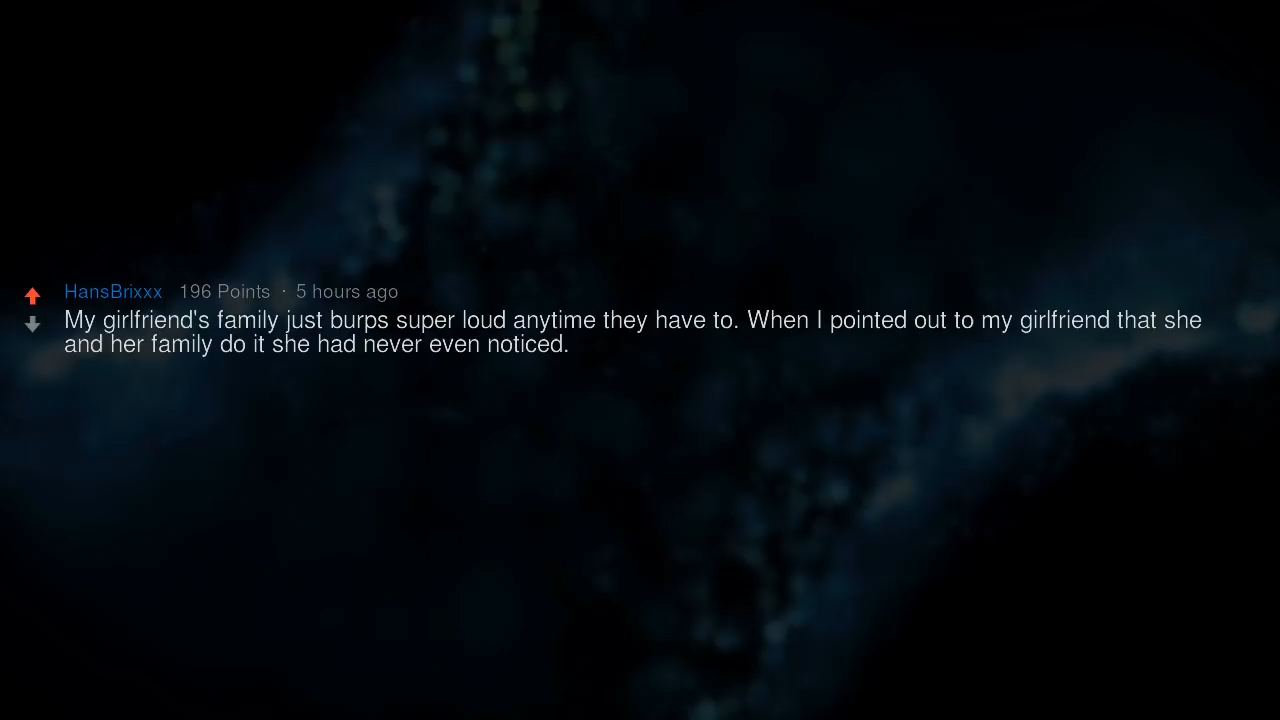 HansBrixxx 196 Points · 5 hours ago
My girlfriend's family just burps super loud anytime they have to. When I pointed out to my girlfriend that she
and her family do it she had never even noticed.